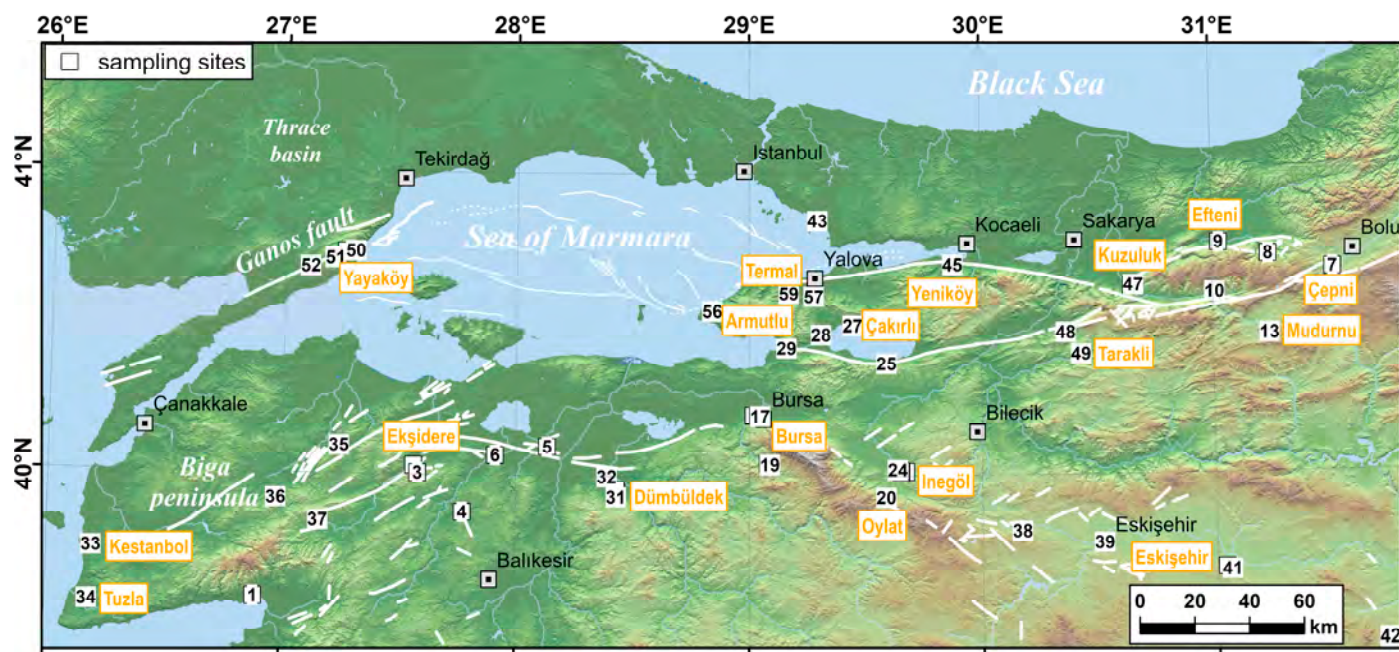 26°E 27°E 28°E 29°E 30°E 31°E
sampling sites
Black Sea
Thrace
basin
Tekirdağ
Istanbul
41°N
43
Kocaeli
Sakarya
Efteni
9
8
Bolu
Ganos fault
52
51
50
Yayaköy
Sea of Marmara
Termal
Yalova
45
Kuzuluk
47
7
59
57
Yeniköy
10
Çepni
56
Armutlu
28
27
Çakırlı
48
13
Mudurnu
29
25
49
Tarakli
Çanakkale
Bursa
17
Bilecik
35
Ekşidere
Bursa
40°N
Biga
peninsula
3
6
5
19
24
Inegöl
36
32
31
Dümbüldek
20
37
4
Oylat
38
Eskişehir
33
Kestanbol
39
Eskişehir
41
Balıkesir
34
Tuzla
1
0 20 40 60
km
42